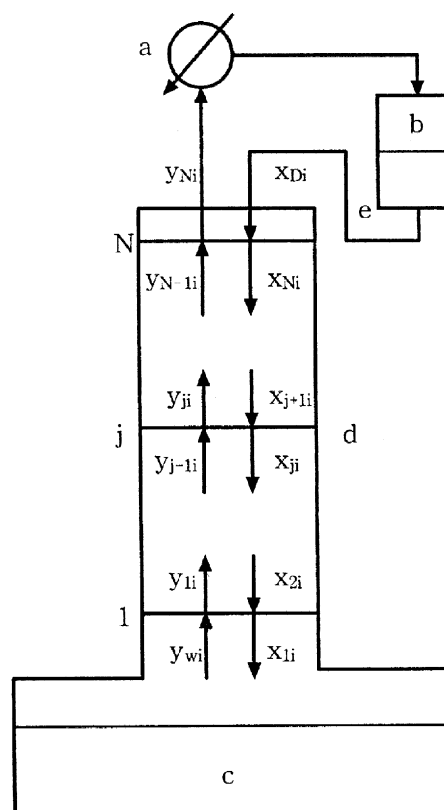 a
b
yNi
xDi
e
N
yN-1i
xNi
yji
xj+1i
j
d
yj-1i
xji
y1i
x2i
1
ywi
x1i
c